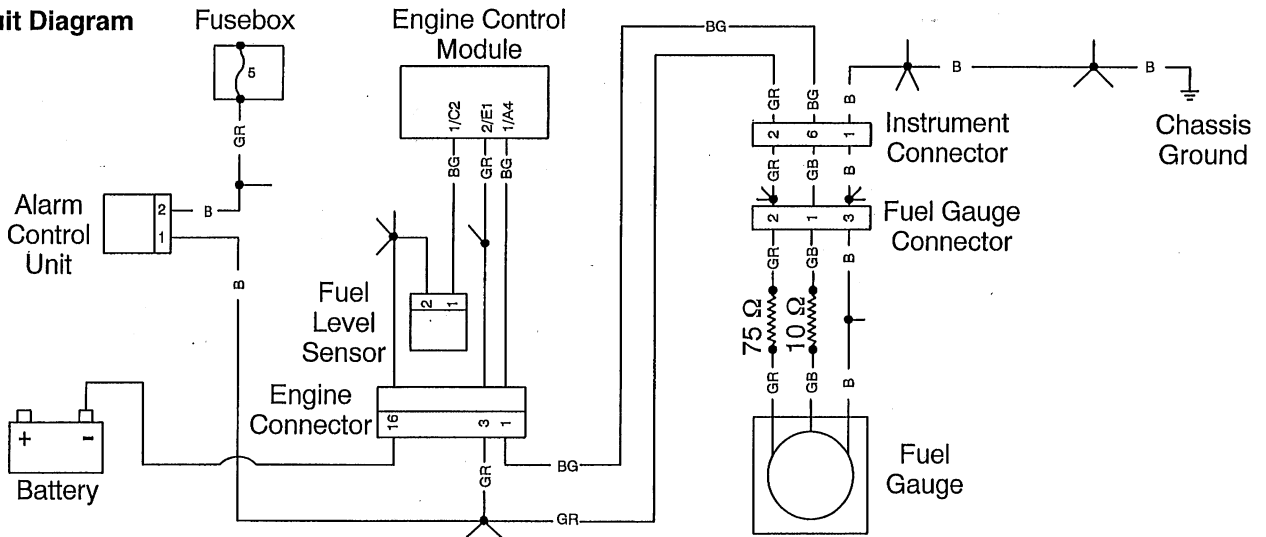 uit Diagram
Fusebox
5
GR
Engine Control
Module
1/C2
2/E1
1/A4
BG
GR
BG
BG
GR
BG
B
B
B
2
6
1
Instrument
Connector
Chassis
Ground
GR
GB
B
2
1
3
Fuel Gauge
Connector
GR
GB
B
75 Ω
10 Ω
GR
GB
B
Fuel
Gauge
Alarm
Control
Unit
2
1
B
B
Fuel
Level
Sensor
2
1
Engine
Connector
16
3
1
GR
BG
GR
+
-
Battery